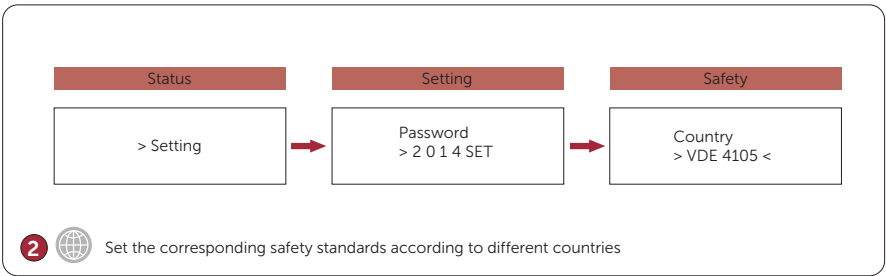 Status
Setting
Safety
> Setting
Password
> 2 0 1 4 SET
Country
> VDE 4105 <
2
Set the corresponding safety standards according to different countries